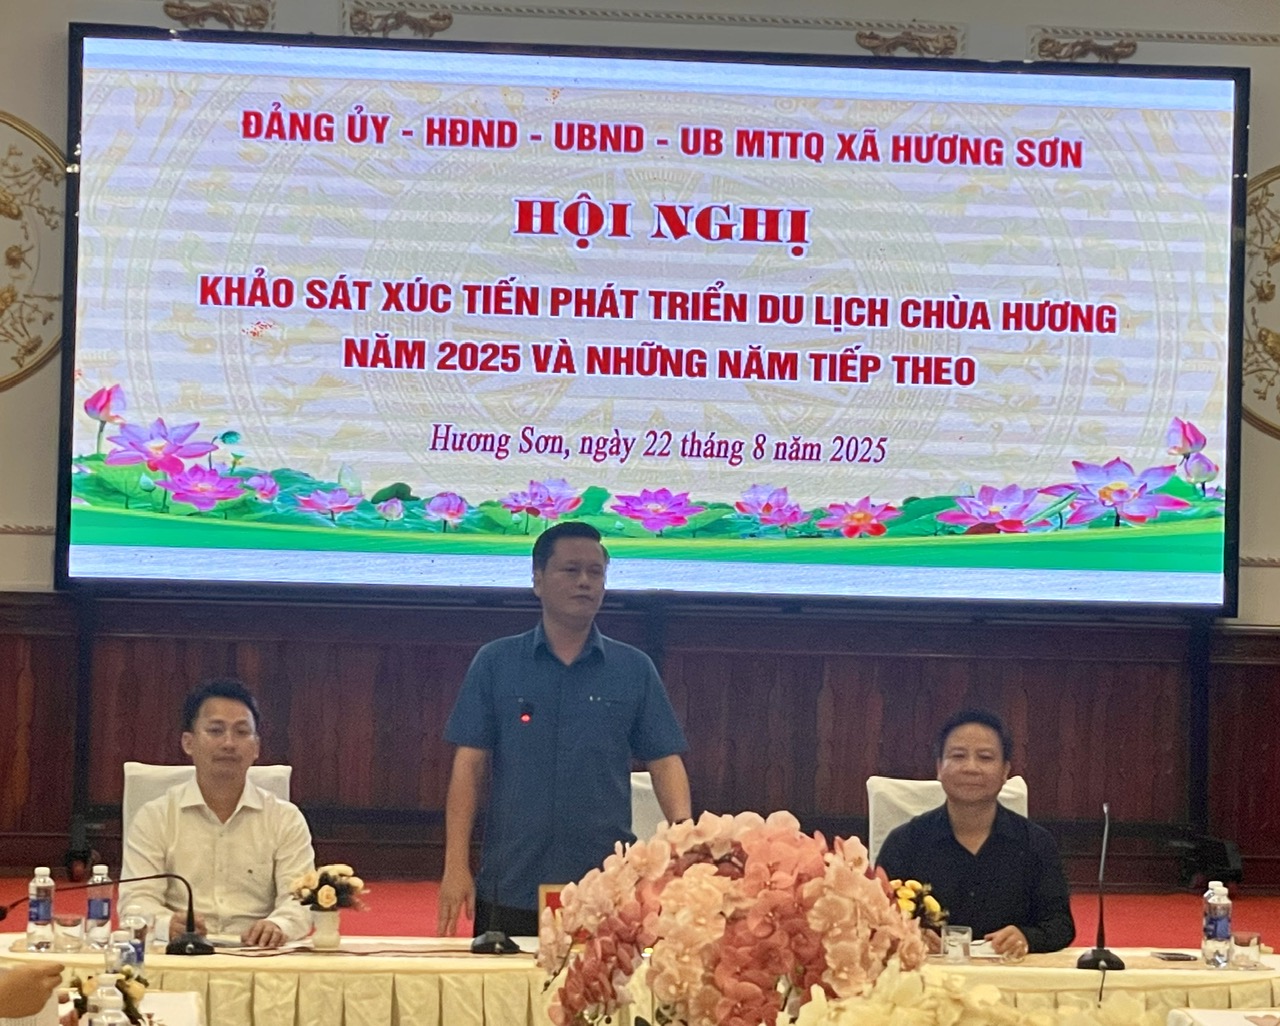 ĐẢNG ỦY - HĐND - UBND - UB MTTQ XÃ HƯƠNG SƠN
HỘI NGHỊ
KHẢO SÁT XÚC TIẾN PHÁT TRIỂN DU LỊCH CHÙA HƯƠNG
NĂM 2025 VÀ NHỮNG NĂM TIẾP THEO
Hương Sơn, ngày 22 tháng 8 năm 2025